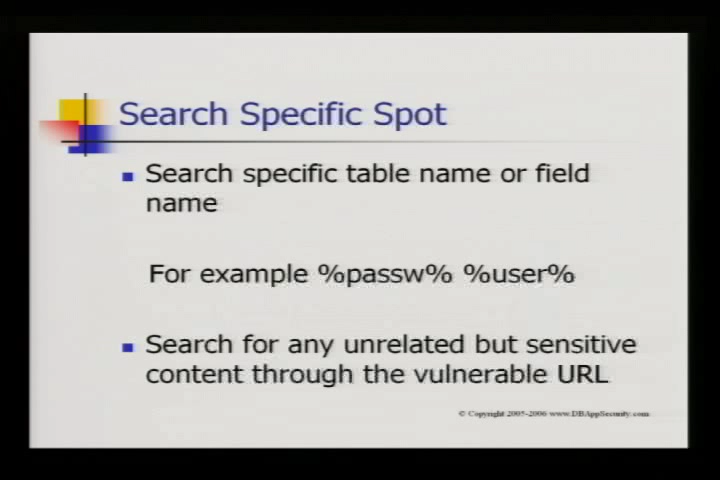 Search Specific Spot
Search specific table name or field
name
For example %passw% %user%
Search for any unrelated but sensitive
content through the vulnerable URL
© Copyright 2005-2006 www.DBAppSecurity.com